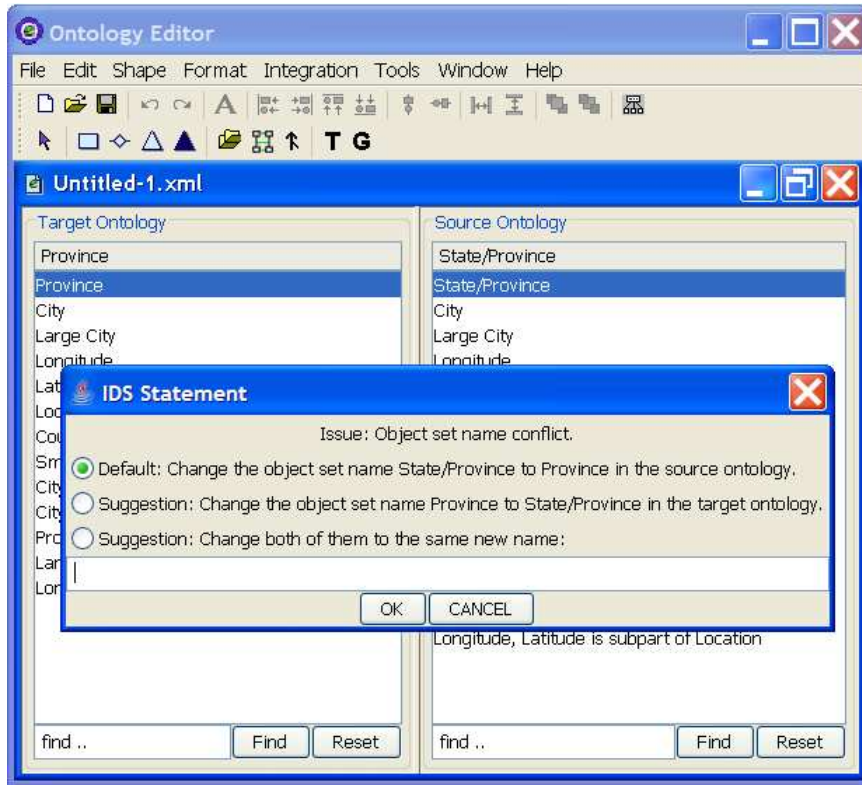 Ontology Editor
File Edit Shape Format Integration Tools Window Help
A
T G
Untitled-1.xml
Target Ontology
Province
Province
City
Large City
Longitude
find ..
Find
Reset
Source Ontology
State/Province
State/Province
City
Large City
Longitude
Longitude, Latitude is subpart of Location
find ..
Find
Reset
IDS Statement
Issue: Object set name conflict.
Default: Change the object set name State/Province to Province in the source ontology.
Suggestion: Change the object set name Province to State/Province in the target ontology.
Suggestion: Change both of them to the same new name:
OK
CANCEL